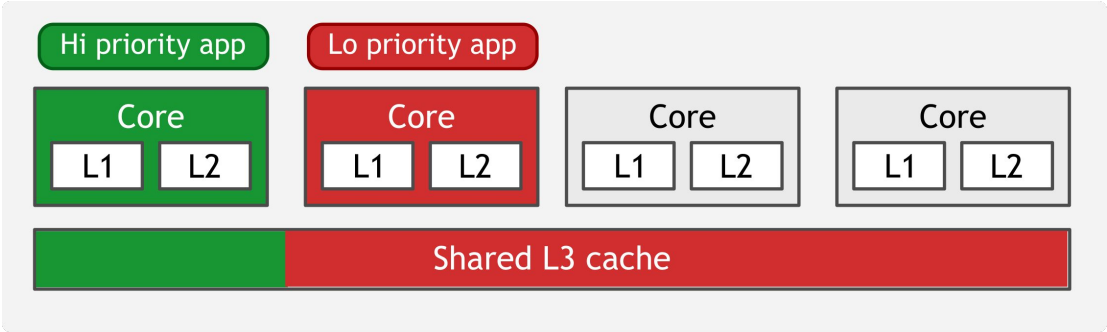 Hi priority app
Lo priority app
Core
Core
Core
Core
L1
L2
L1
L2
L1
L2
L1
L2
Shared L3 cache